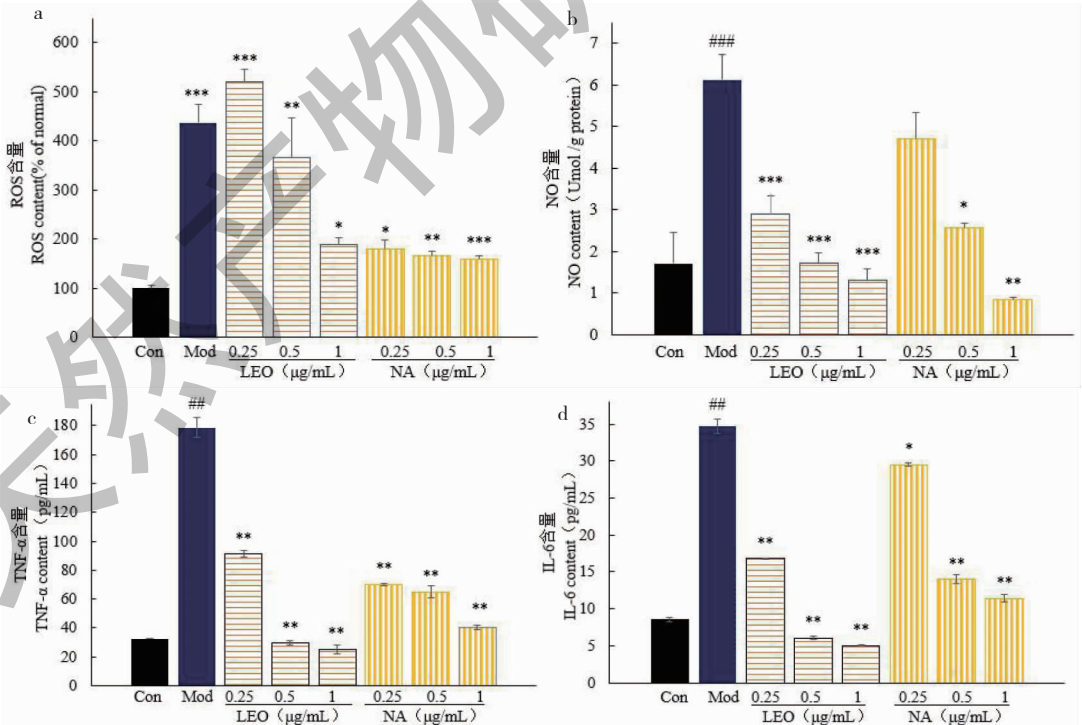 a
ROS含量
ROS content(% of normal)
600
500
400
300
200
100
0
***
***
***
**
*
*
**
***
Con
Mod
0.25
0.5
1
0.25
0.5
1
LEO（μg/mL）
NA（μg/mL）
b
NO含量
NO content（Umol /g protein）
7
6
5
4
3
2
1
0
###
***
***
***
*
**
Con
Mod
0.25
0.5
1
0.25
0.5
1
LEO（μg/mL）
NA（μg/mL）
c
TNF-α含量
TNF-α content（pg/mL）
180
160
140
120
100
80
60
40
20
0
##
**
**
**
**
**
**
Con
Mod
0.25
0.5
1
0.25
0.5
1
LEO（μg/mL）
NA（μg/mL）
d
IL-6含量
IL-6 content（pg/mL）
35
30
25
20
15
10
5
0
##
**
**
**
*
**
**
Con
Mod
0.25
0.5
1
0.25
0.5
1
LEO（μg/mL）
NA（μg/mL）
天然产物研